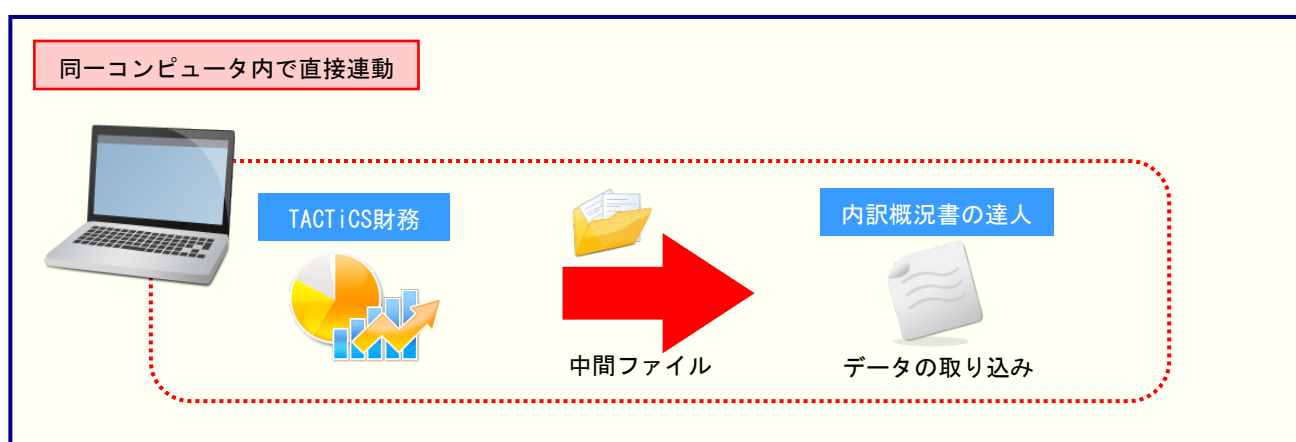 同一コンピュータ内で直接連動
TACTiCS財務
内訳概況書の達人
中間ファイル
データの取り込み